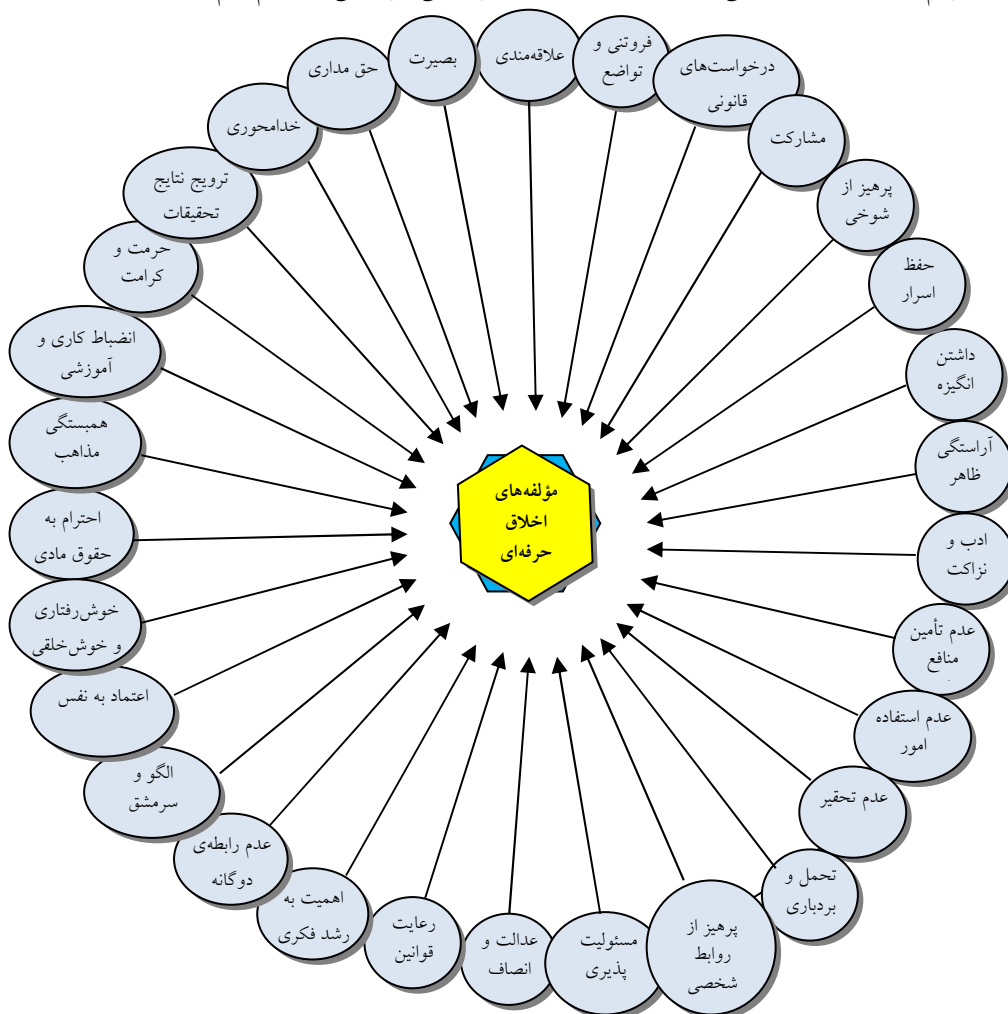 علاقه‌مندی
فروتنی و
تواضع
درخواست‌های
قانونی
مشارکت
پرهیز از
شوخی
حفظ
اسرار
داشتن
انگیزه
آراستگی
ظاهر
ادب و
نزاکت
عدم تأمین
منافع
عدم استفاده
امور
عدم تحقیر
تحمل و
بردباری
پرهیز از
روابط
شخصی
مسئولیت
پذیری
عدالت و
انصاف
رعایت
قوانین
اهمیت به
رشد فکری
عدم رابطه‌ی
دوگانه
الگو و
سرمشق
اعتماد به نفس
خوش‌رفتاری
و خوش‌خلقی
احترام به
حقوق مادی
همبستگی
مذاهب
انضباط کاری و
آموزشی
حرمت و
کرامت
ترویج نتایج
تحقیقات
خدامحوری
حق مداری
بصیرت
مؤلفه‌های
اخلاق
حرفه‌ای